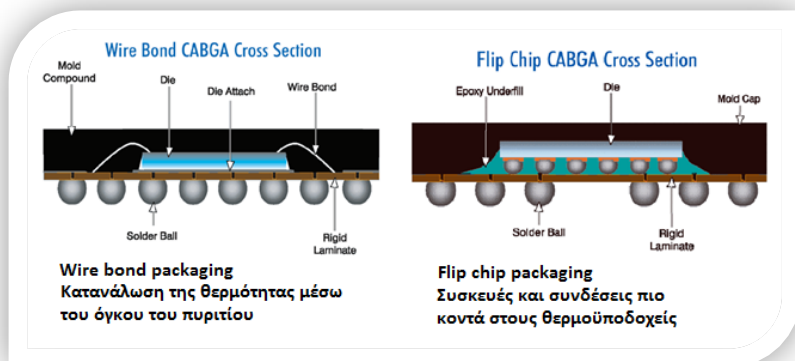 Wire Bond CABGA Cross Section
Mold
Compound
Die
Die Attach
Wire Bond
Solder Ball
Rigid
Laminate
Wire bond packaging
Κατανάλωση της θερμότητας μέσω
του όγκου του πυριτίου
Flip Chip CABGA Cross Section
Epoxy Underfill
Die
Mold Cap
Solder Ball
Rigid
Laminate
Flip chip packaging
Συσκευές και συνδέσεις πιο
κοντά στους θερμοϋποδοχείς